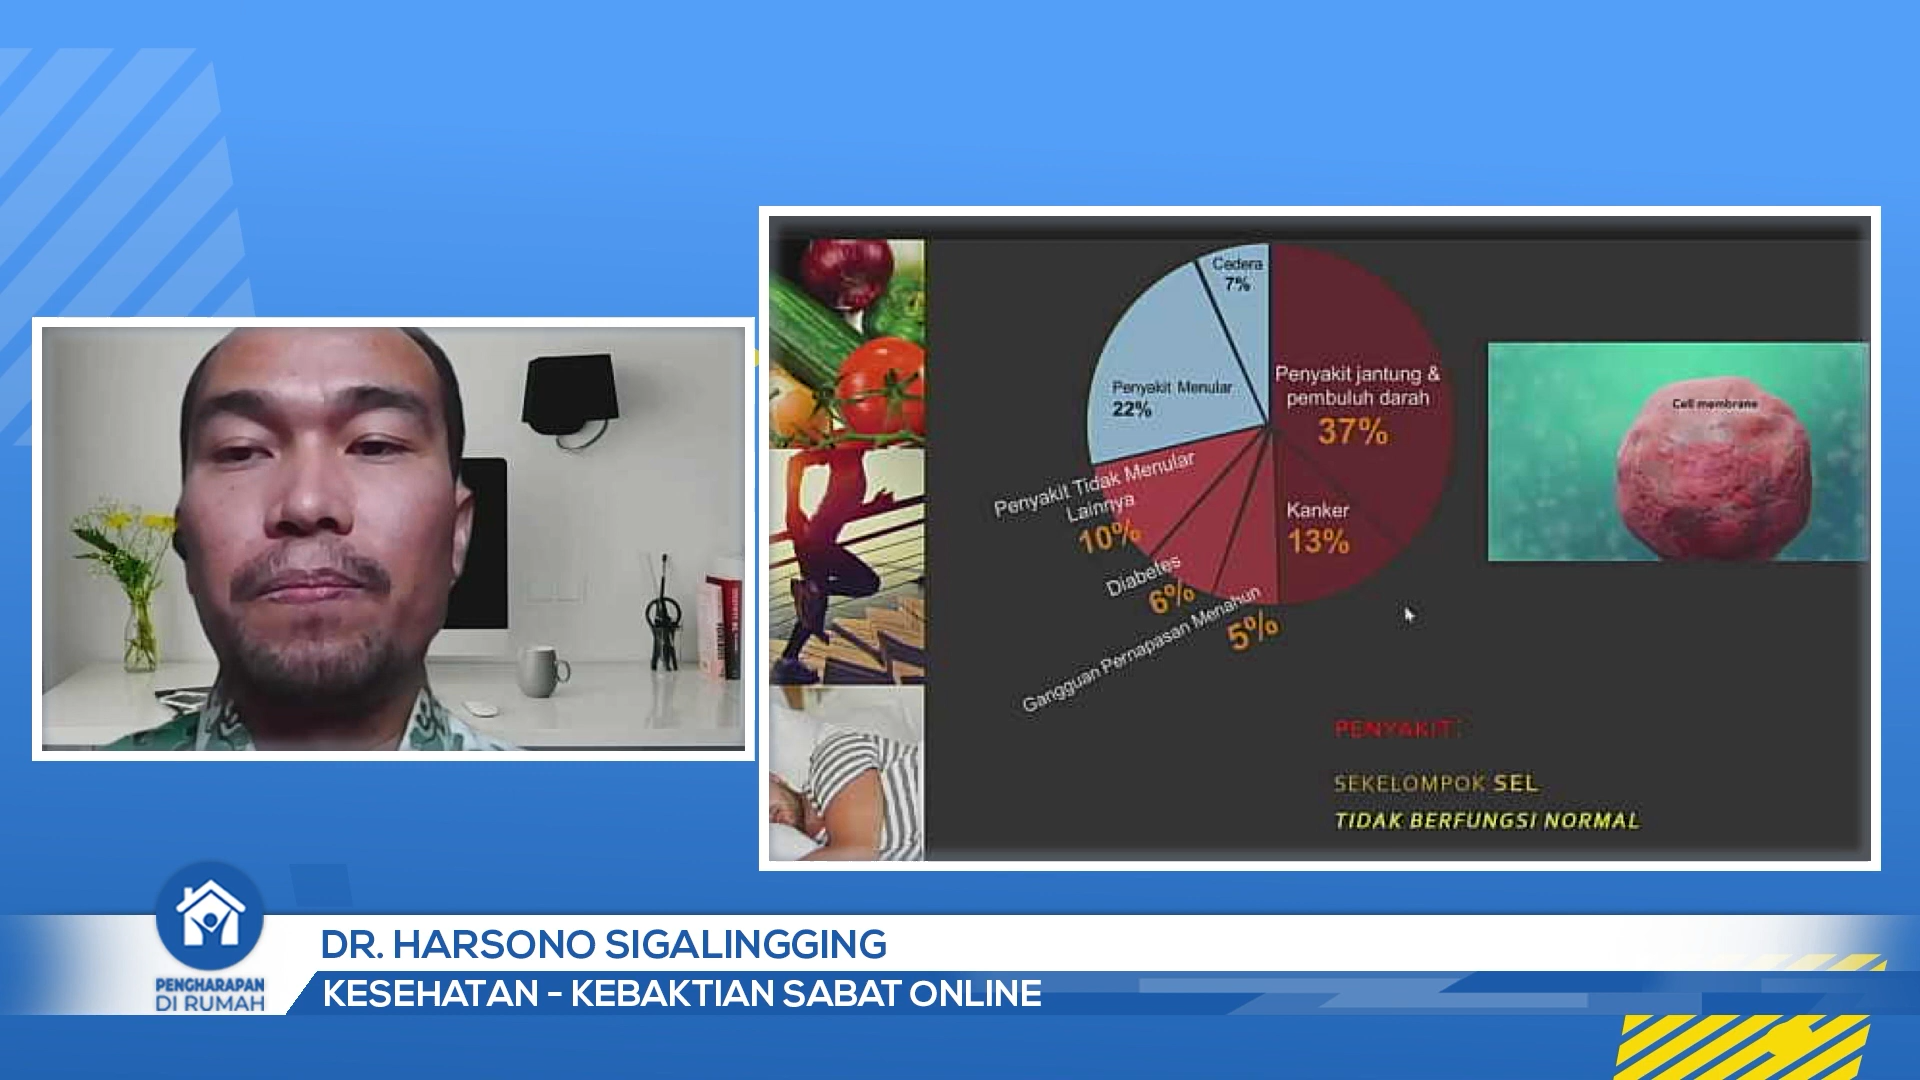 Cedera
7%
Penyakit Menular
22%
Penyakit jantung &
pembuluh darah
37%
Kanker
13%
Penyakit Tidak Menular
Lainnya
10%
Diabetes
6%
Gangguan Pernapasan Menahun
5%
Cell membrane
PENYAKIT:
SEKELOMPOK SEL
TIDAK BERFUNGSI NORMAL
PENGHARAPAN
DI RUMAH
DR. HARSONO SIGALINGGING
KESEHATAN - KEBAKTIAN SABAT ONLINE